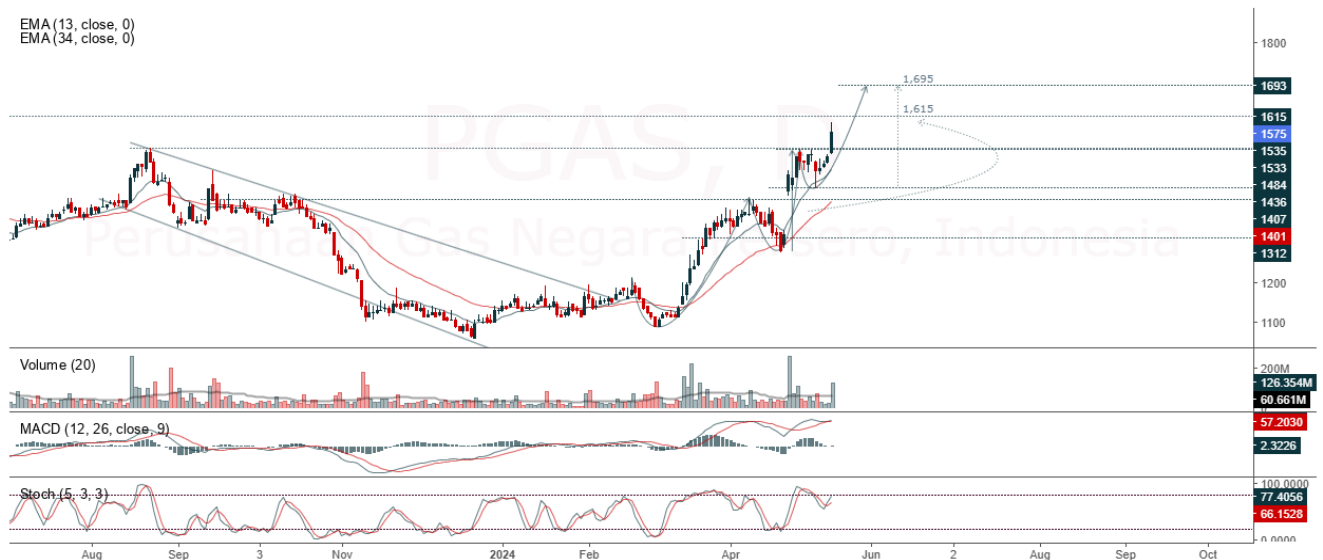 EMA (13, close, 0)
EMA (34, close, 0)
PGAS, D
Perusahaan Gas Negara Persero, Indonesia
1,695
1,615
1800
1693
1615
1575
1535
1533
1484
1436
1407
1401
1312
1200
1100
Volume (20)
200M
126.354M
60.661M
0
MACD (12, 26, close, 9)
57.2030
2.3226
Stoch (5, 3, 3)
100.0000
77.4056
66.1528
0.0000
Aug Sep 3 Nov 2024 Feb Apr Jun 2 Aug Sep Oct